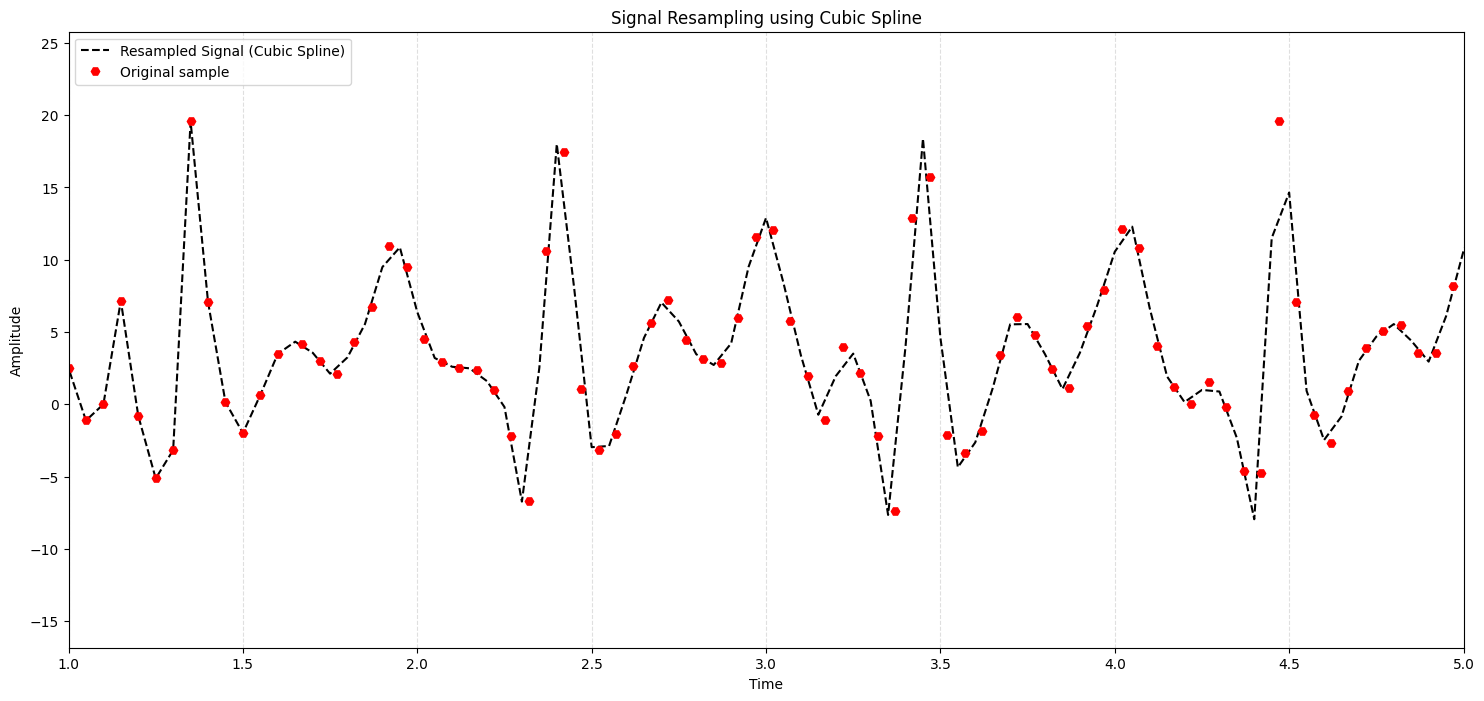 Signal Resampling using Cubic Spline
Resampled Signal (Cubic Spline)
Original sample
Amplitude
25
20
15
10
5
0
−5
−10
−15
1.0 1.5 2.0 2.5 3.0 3.5 4.0 4.5 5.0
Time